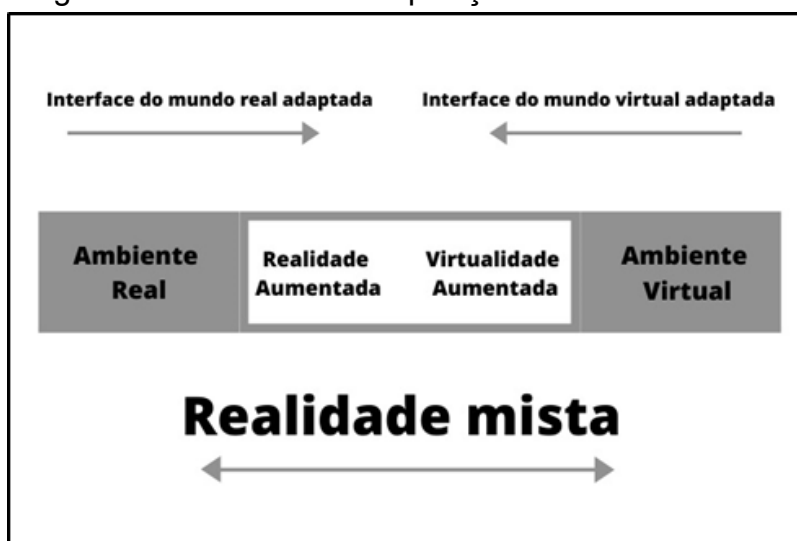 Interface do mundo real adaptada
Interface do mundo virtual adaptada
Ambiente
Real
Realidade
Aumentada
Virtualidade
Aumentada
Ambiente
Virtual
Realidade mista